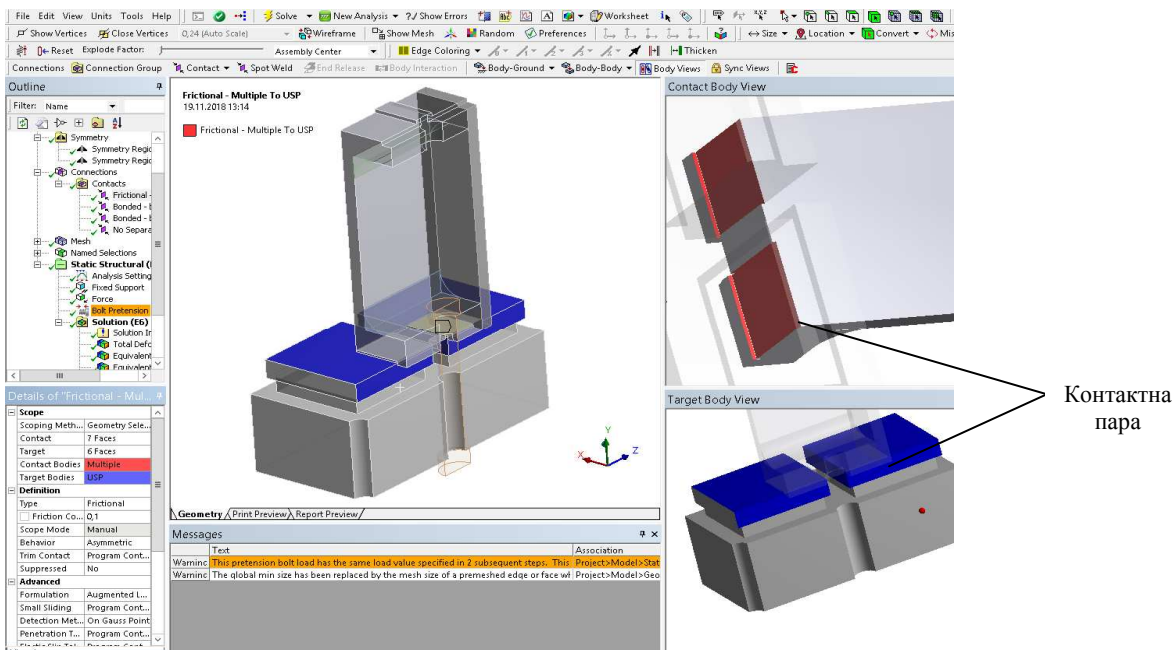 File Edit View Units Tools Help Solve New Analysis ?/ Show Errors Worksheet
Show Vertices Close Vertices 0,24 (Auto Scale) Wireframe Show Mesh Random Preferences Size Location Convert
Reset Explode Factor: Assembly Center Edge Coloring Thicken
Connections Connection Group Contact Spot Weld End Release Body Interaction Body-Ground Body-Body Body Views Sync Views
Outline
Filter: Name
Symmetry
Symmetry Regic
Symmetry Regic
Connections
Contacts
Frictional -
Bonded - b
Bonded - b
No Separa
Mesh
Named Selections
Static Structural (
Analysis Setting
Fixed Support
Force
Bolt Pretension
Solution (E6)
Solution Ir
Total Defo
Equivalent
Equivalent
Details of "Frictional - Mul...
Scope
Scoping Meth... Geometry Sele...
Contact 7 Faces
Target 6 Faces
Contact Bodies Multiple
Target Bodies USP
Definition
Type Frictional
Friction Co... 0,1
Scope Mode Manual
Behavior Asymmetric
Trim Contact Program Cont...
Suppressed No
Advanced
Formulation Augmented L...
Small Sliding Program Cont...
Detection Met... On Gauss Point
Penetration T... Program Cont...
Elastic Slip Tol... Program Cont...
Frictional - Multiple To USP
19.11.2018 13:14
Frictional - Multiple To USP
Y
X
Z
Geometry Print Preview Report Preview
Messages
Text Association
Warning This pretension bolt load has the same load value specified in 2 subsequent steps. This Project>Model>Stat
Warning The global min size has been replaced by the mesh size of a premeshed edge or face wh Project>Model>Geo
Contact Body View
Target Body View
Контактна
пара